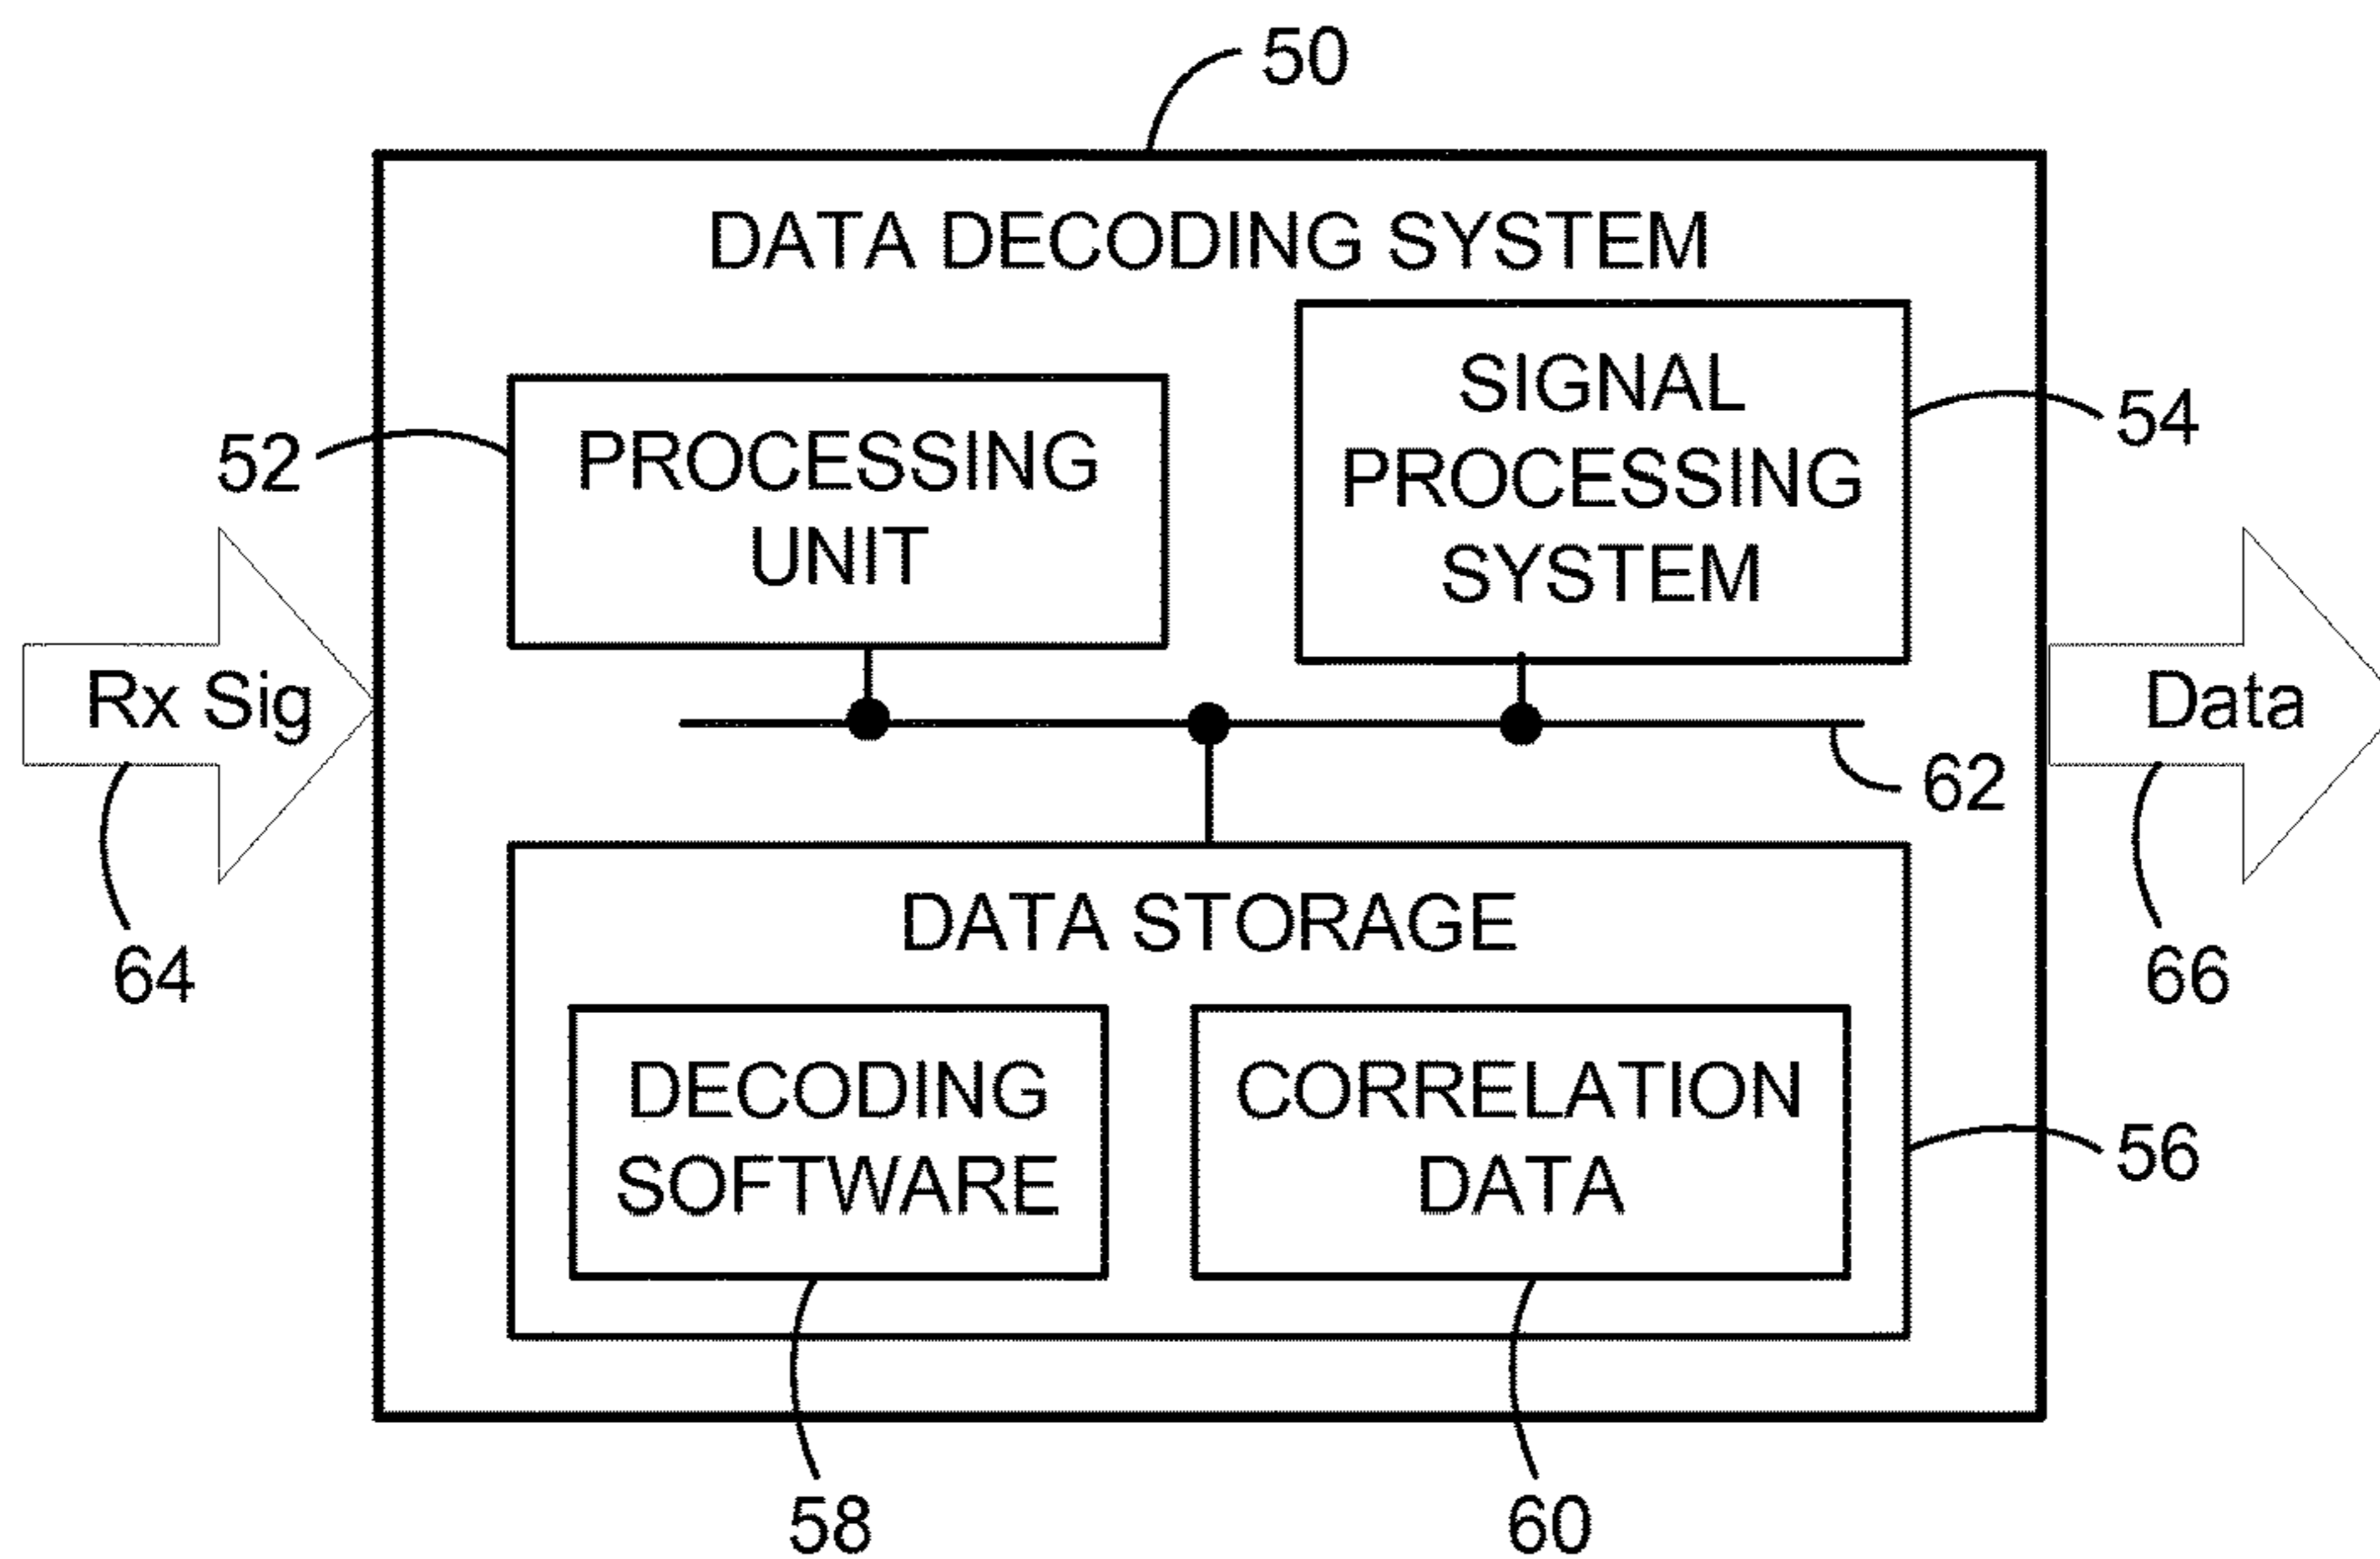 50
DATA DECODING SYSTEM
52
PROCESSING
UNIT
SIGNAL
PROCESSING
SYSTEM
54
Rx Sig
Data
62
64
66
DATA STORAGE
DECODING
SOFTWARE
CORRELATION
DATA
56
58
60